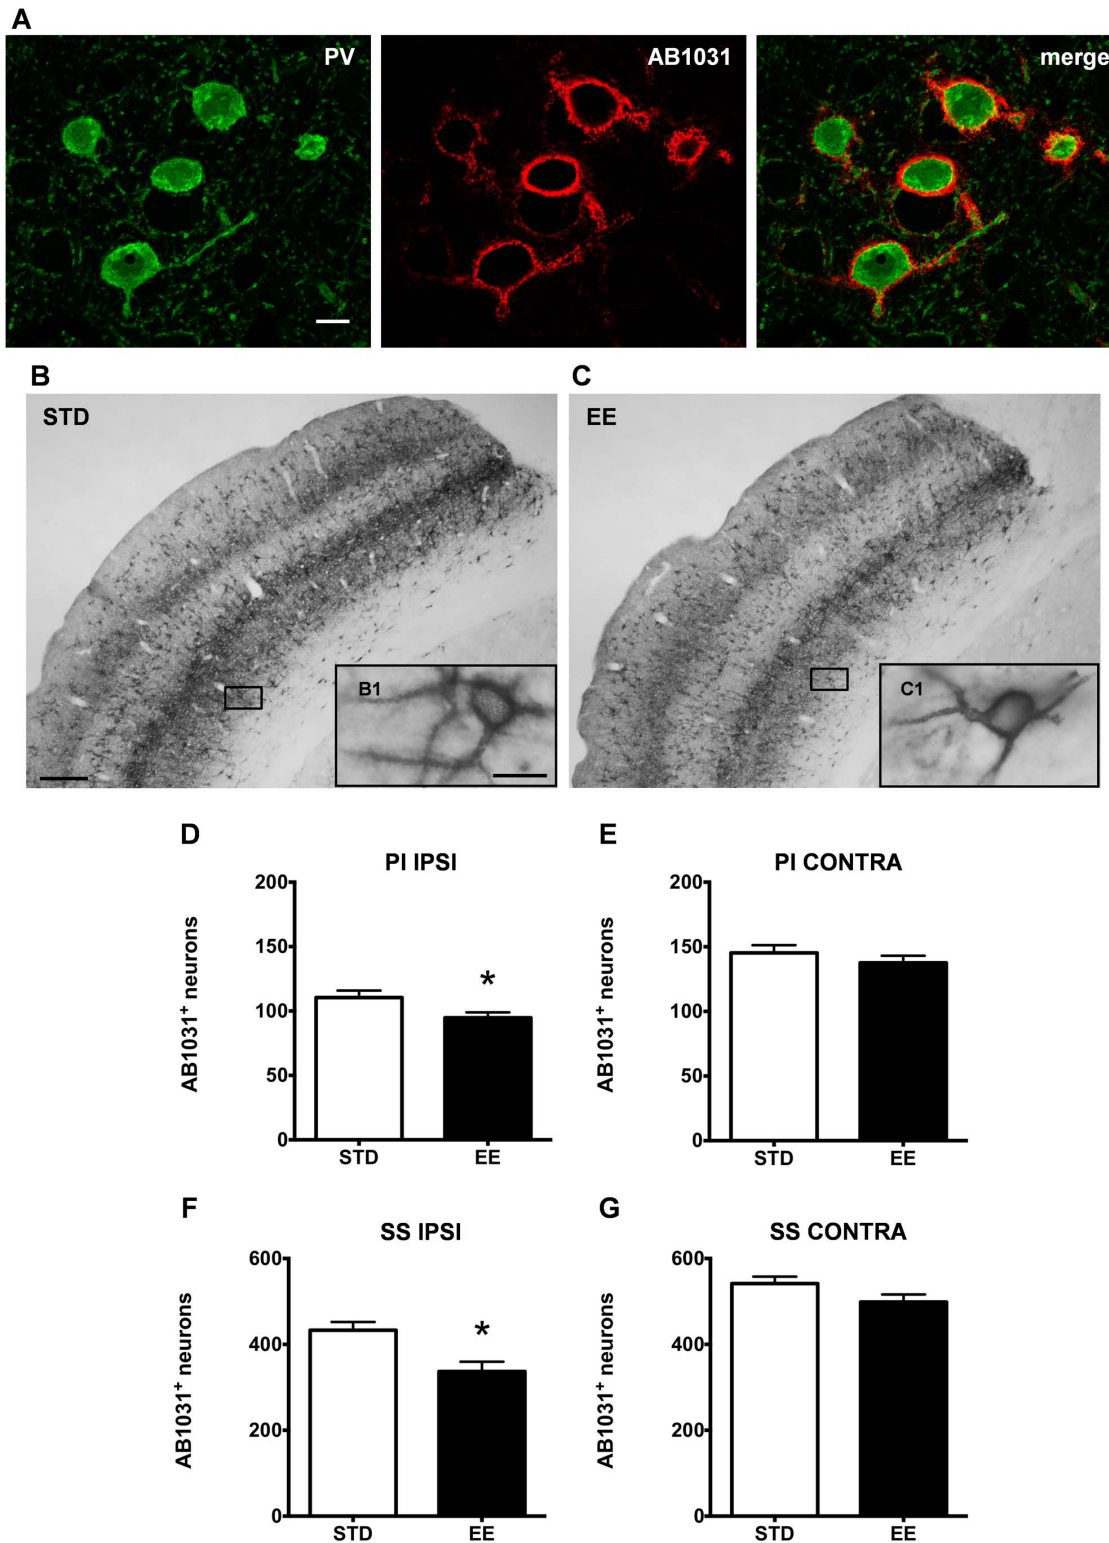 A
PV
AB1031
merge
B
C
STD
EE
B1
C1
D
E
PI IPSI
PI CONTRA
200
150
100
50
0
AB1031+ neurons
*
STD
EE
200
150
100
50
0
AB1031+ neurons
STD
EE
F
G
SS IPSI
SS CONTRA
600
400
200
0
AB1031+ neurons
*
STD
EE
600
400
200
0
AB1031+ neurons
STD
EE